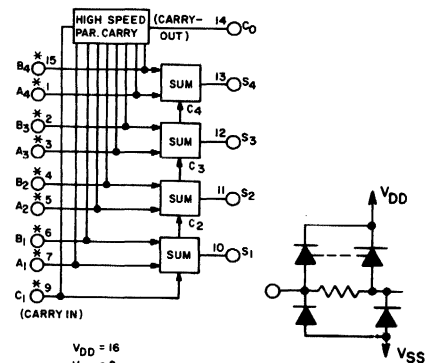 HIGH SPEED
PAR. CARRY
(CARRY-
OUT)
14
C0
*
B4 15
13 S4
*
A4 1
SUM
C4
*
B3 2
12 S3
*
A3 3
SUM
C3
*
B2 4
11 S2
*
A2 5
SUM
C2
*
B1 6
10 S1
*
A1 7
SUM
*
C1 9
(CARRY IN)
VDD = 16
VDD
VSS